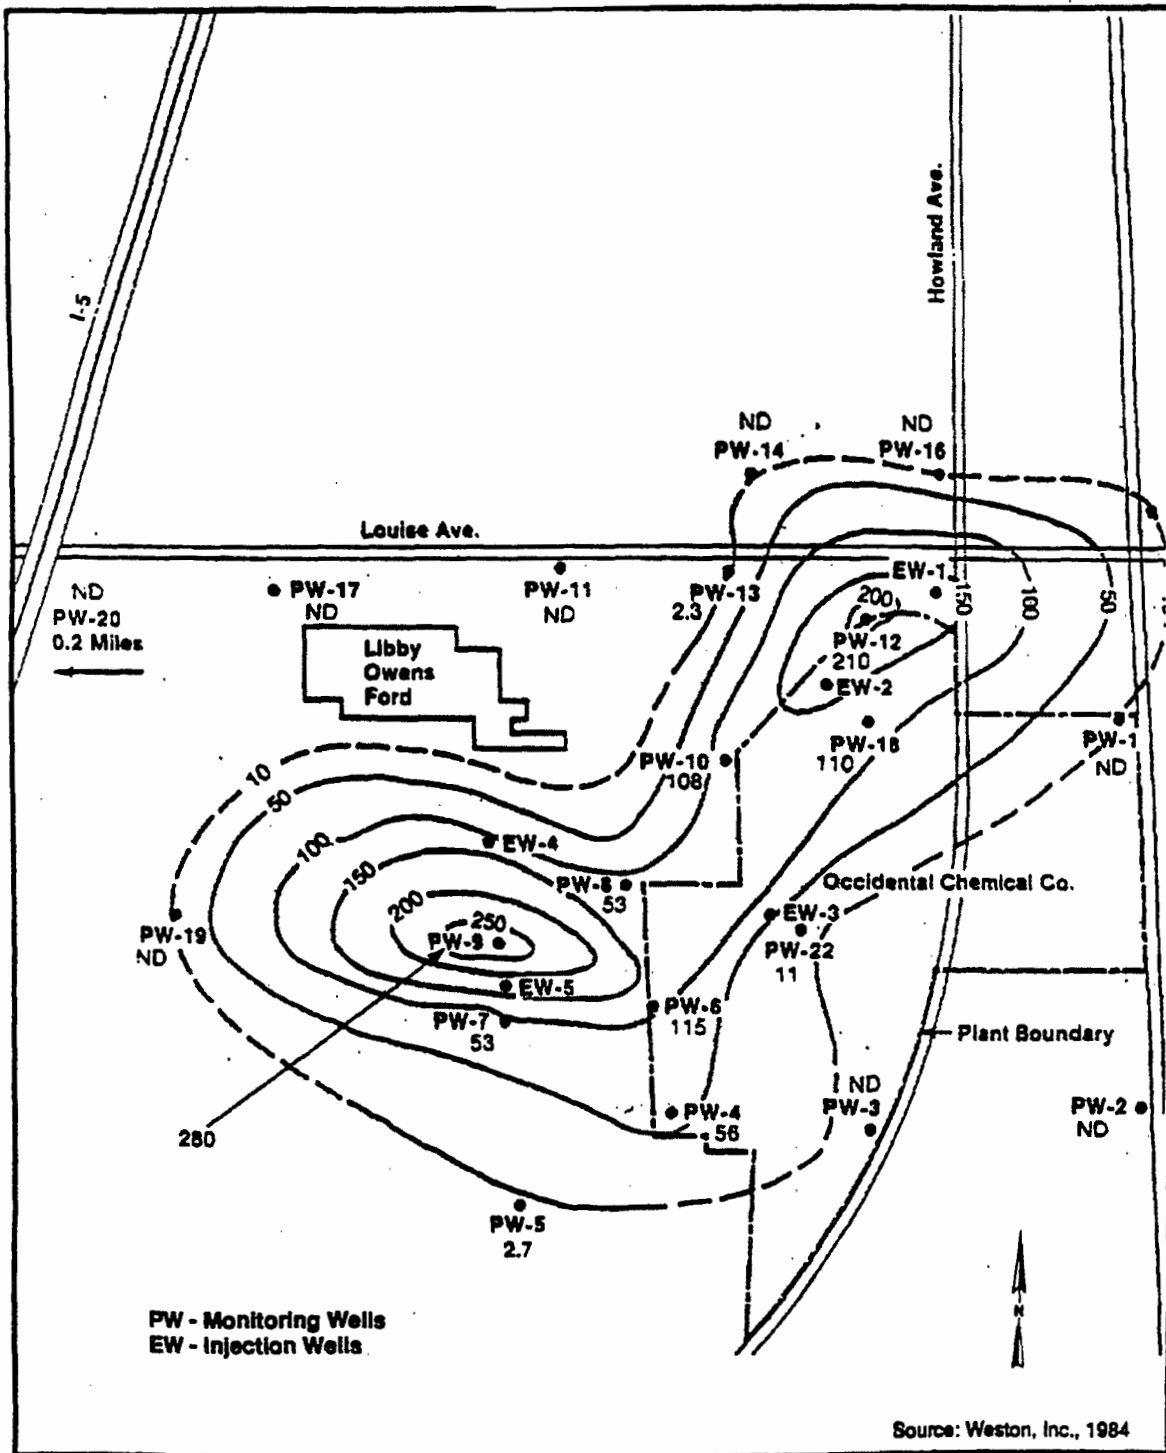 I-5
Howland Ave.
ND
PW-14
ND
PW-16
Louise Ave.
ND
PW-20
0.2 Miles
PW-17
ND
PW-11
ND
PW-13
2.3
EW-1
200
150
100
50
PW-12
210
EW-2
Libby
Owens
Ford
PW-18
110
PW-1
ND
PW-10
108
10
50
100
150
200
250
EW-4
PW-8
53
Occidental Chemical Co.
PW-19
ND
PW-9
EW-3
PW-22
11
EW-5
PW-7
53
PW-6
115
Plant Boundary
280
PW-4
56
ND
PW-3
PW-2
ND
PW-5
2.7
PW - Monitoring Wells
EW - Injection Wells
N
Source: Weston, Inc., 1984